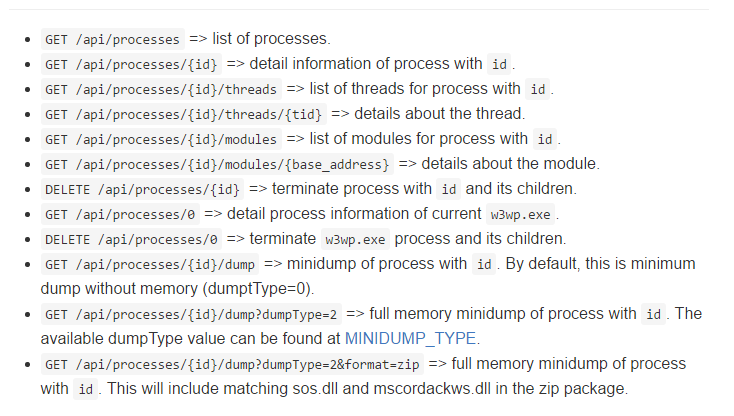 GET /api/processes => list of processes.
GET /api/processes/{id} => detail information of process with id .
GET /api/processes/{id}/threads => list of threads for process with id .
GET /api/processes/{id}/threads/{tid} => details about the thread.
GET /api/processes/{id}/modules => list of modules for process with id .
GET /api/processes/{id}/modules/{base_address} => details about the module.
DELETE /api/processes/{id} => terminate process with id and its children.
GET /api/processes/0 => detail process information of current w3wp.exe .
DELETE /api/processes/0 => terminate w3wp.exe process and its children.
GET /api/processes/{id}/dump => minidump of process with id . By default, this is minimum
dump without memory (dumptType=0).
GET /api/processes/{id}/dump?dumpType=2 => full memory minidump of process with id . The
available dumpType value can be found at MINIDUMP_TYPE.
GET /api/processes/{id}/dump?dumpType=2&format=zip => full memory minidump of process
with id . This will include matching sos.dll and mscordackws.dll in the zip package.